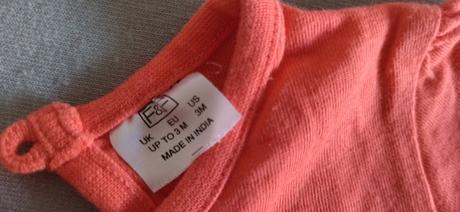 F&F
UK EU US
UP TO 3 M 3M
MADE IN INDIA